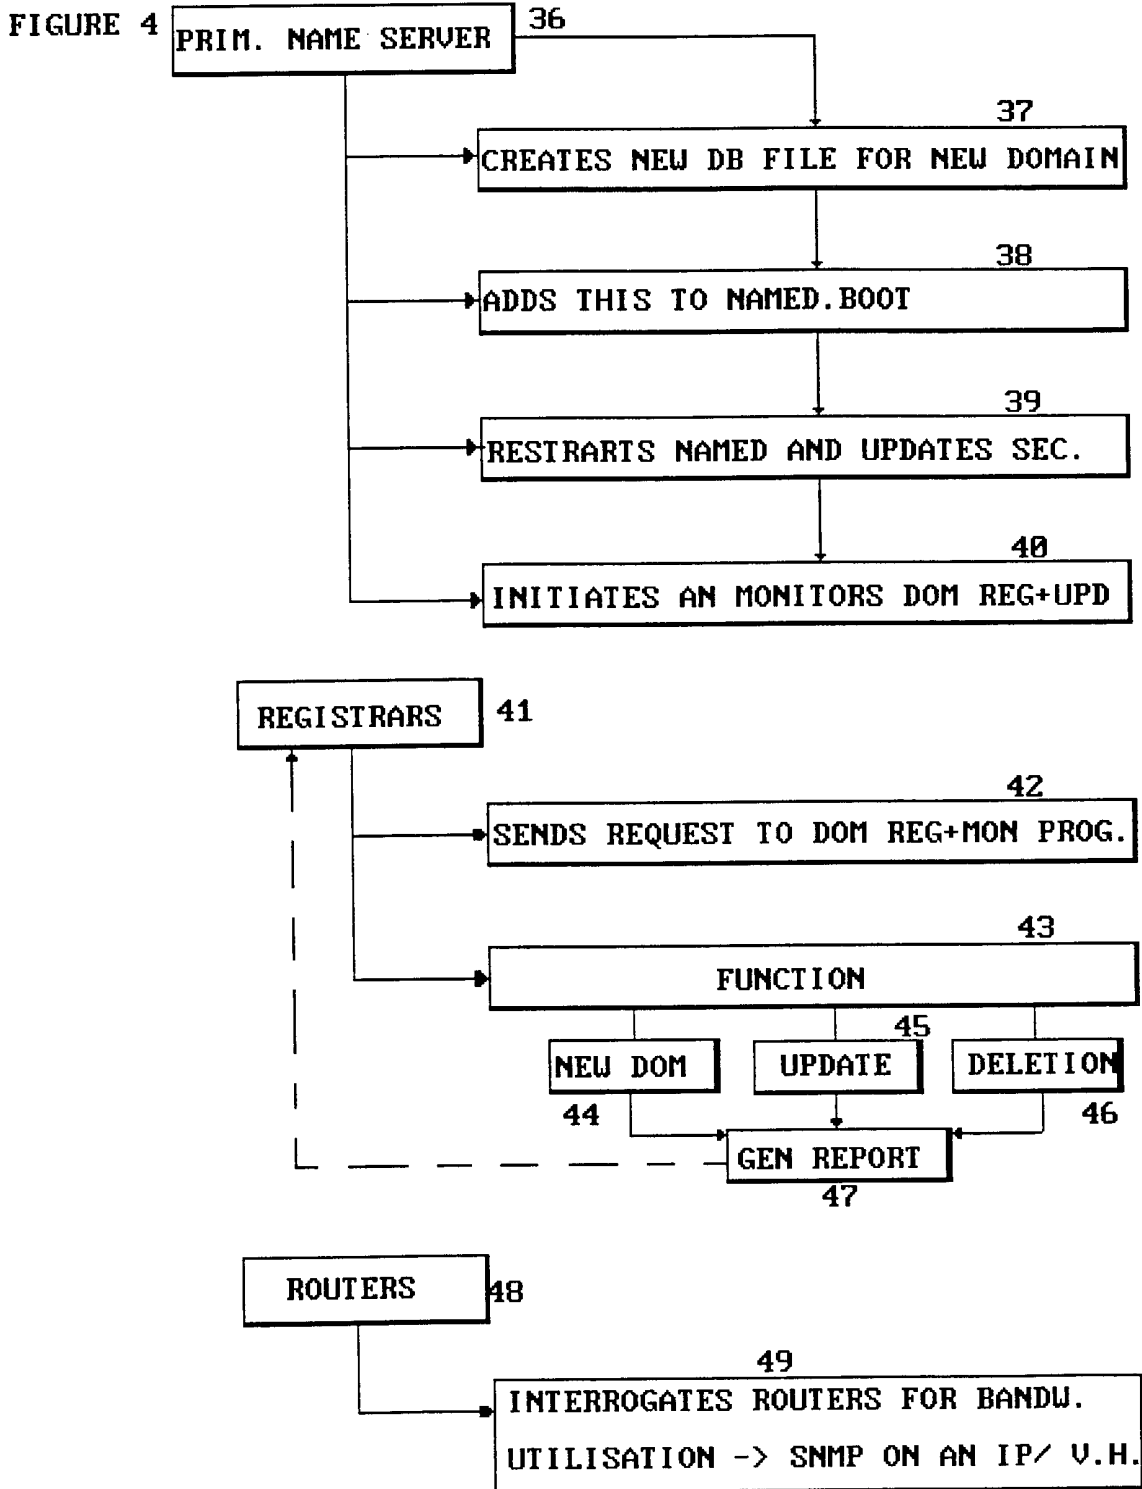 FIGURE 4
PRIM. NAME SERVER
36
37
CREATES NEW DB FILE FOR NEW DOMAIN
38
ADDS THIS TO NAMED.BOOT
39
RESTRARTS NAMED AND UPDATES SEC.
40
INITIATES AN MONITORS DOM REG+UPD
REGISTRARS
41
42
SENDS REQUEST TO DOM REG+MON PROG.
43
FUNCTION
45
NEW DOM
UPDATE
DELETION
44
46
GEN REPORT
47
ROUTERS
48
49
INTERROGATES ROUTERS FOR BANDW.
UTILISATION -> SNMP ON AN IP/ V.H.